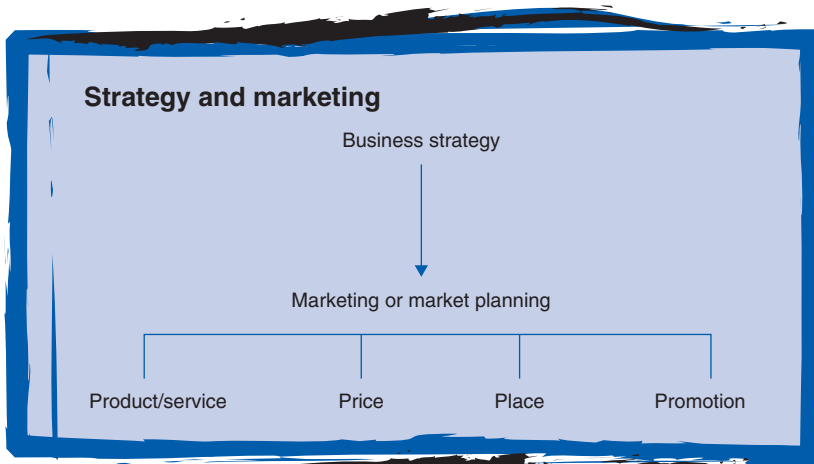 Strategy and marketing
Business strategy
Marketing or market planning
Product/service Price Place Promotion